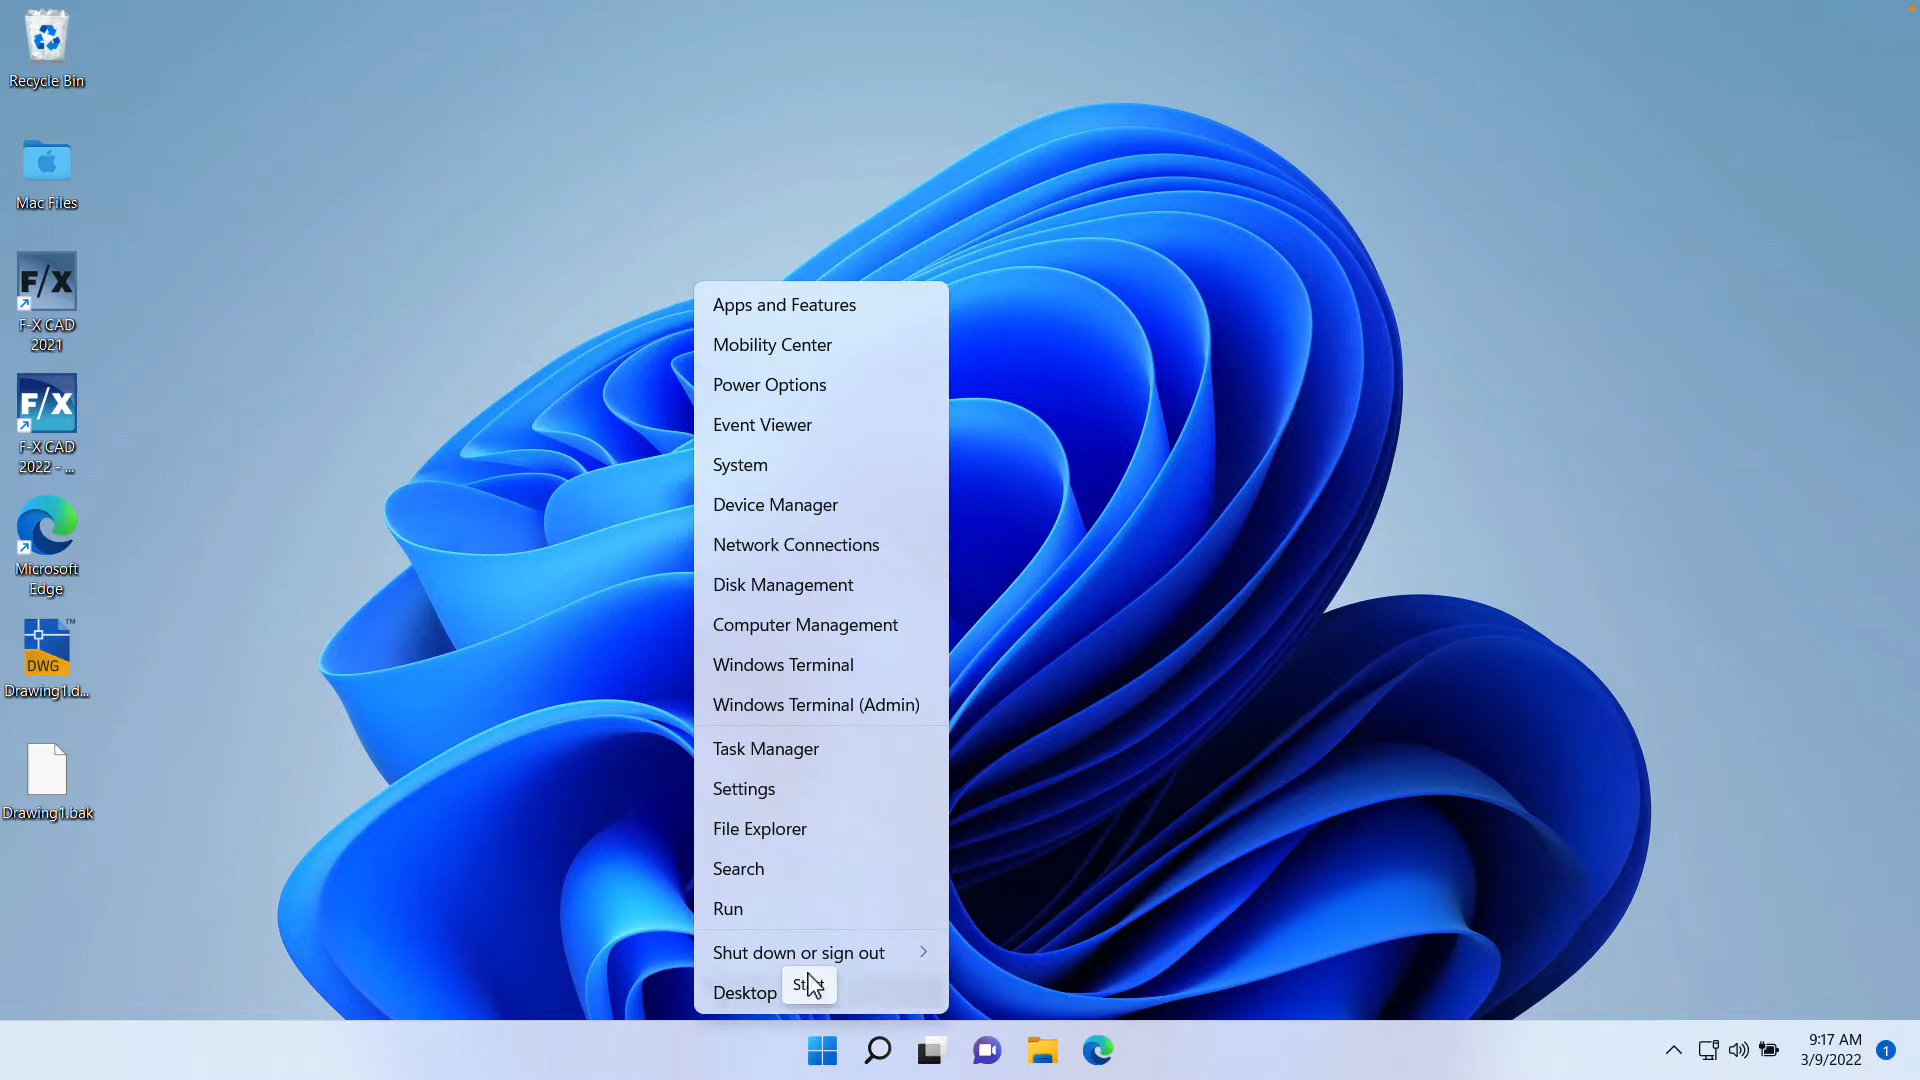 Recycle Bin
Mac Files
F/X
F-X CAD
2021
F/X
F-X CAD
2022 - ...
Microsoft
Edge
TM
DWG
Drawing1.d...
Drawing1.bak
Apps and Features
Mobility Center
Power Options
Event Viewer
System
Device Manager
Network Connections
Disk Management
Computer Management
Windows Terminal
Windows Terminal (Admin)
Task Manager
Settings
File Explorer
Search
Run
Shut down or sign out
Desktop
9:17 AM
3/9/2022
1